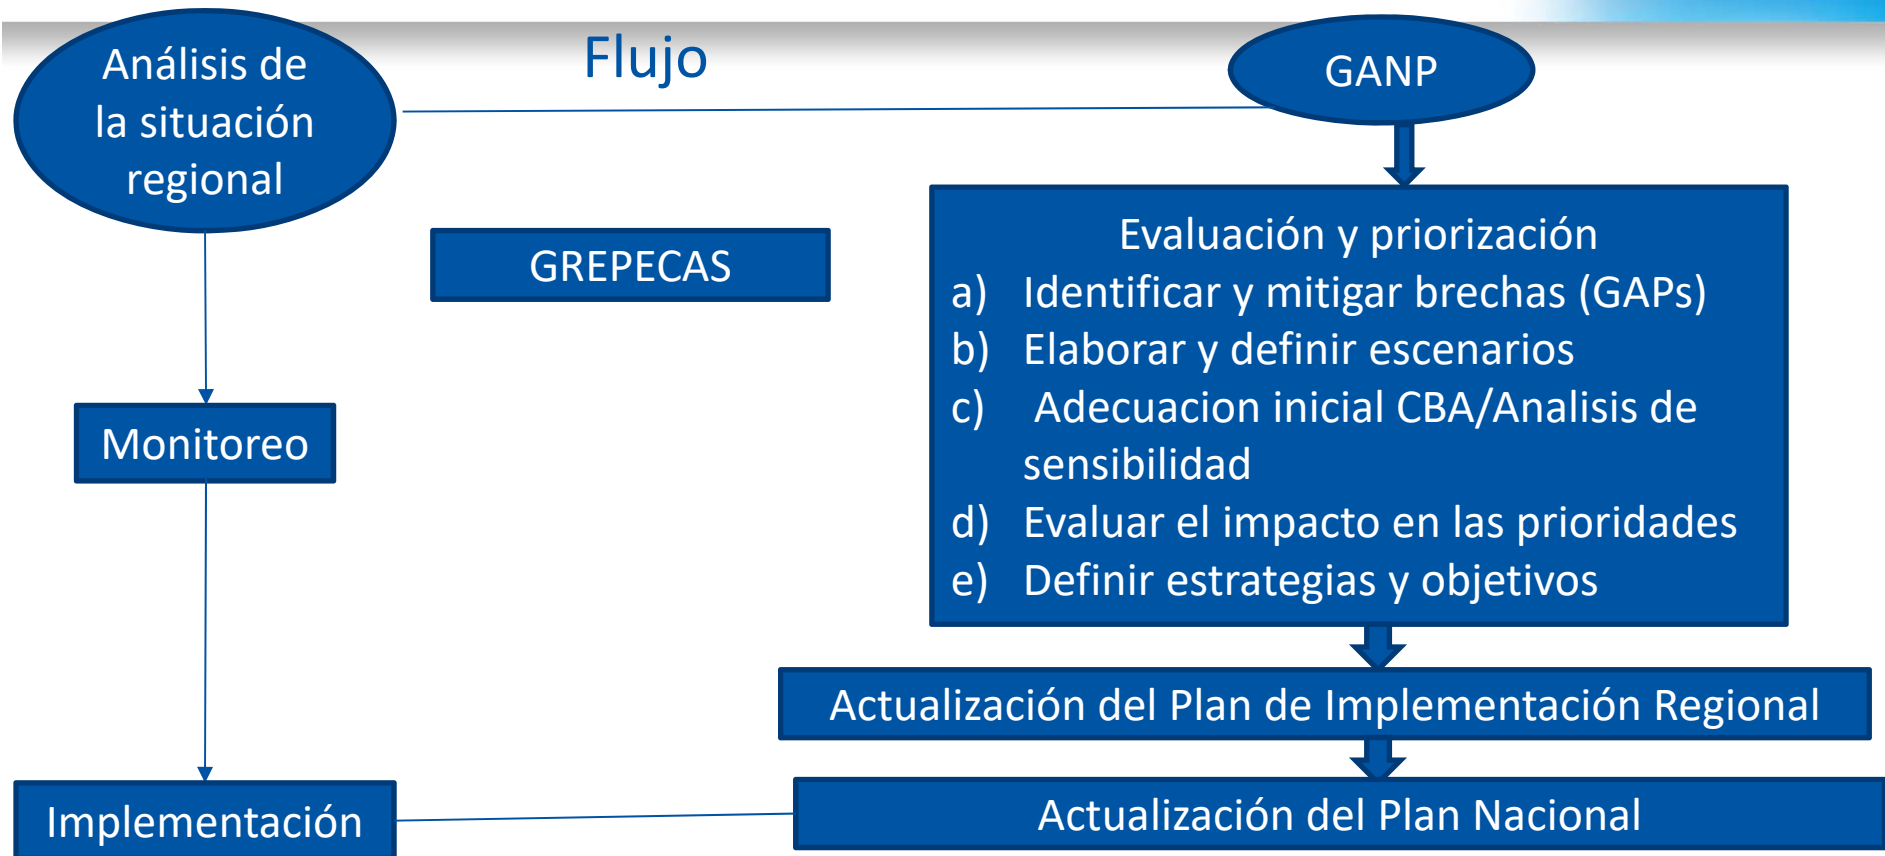 Flujo
Análisis de
la situación
regional
GANP
GREPECAS
Evaluación y priorización
a) Identificar y mitigar brechas (GAPs)
b) Elaborar y definir escenarios
c) Adecuacion inicial CBA/Analisis de
sensibilidad
d) Evaluar el impacto en las prioridades
e) Definir estrategias y objetivos
Monitoreo
Actualización del Plan de Implementación Regional
Implementación
Actualización del Plan Nacional